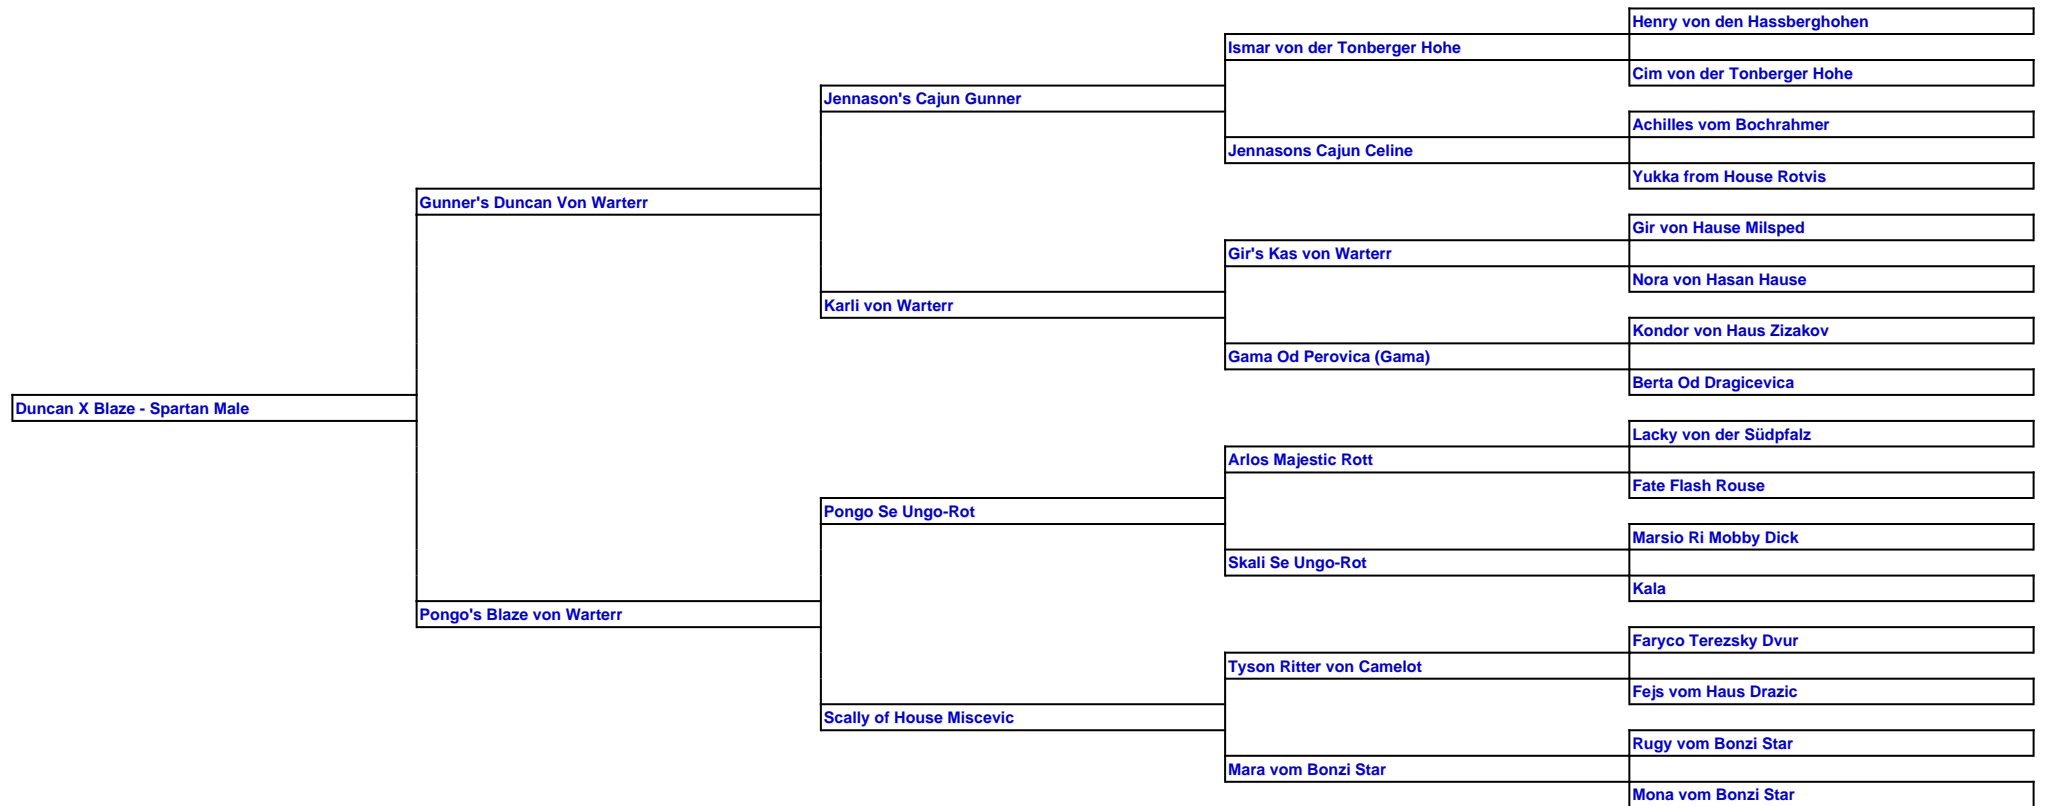 Henry von den Hassberghohen
Ismar von der Tonberger Hohe
Cim von der Tonberger Hohe
Jennason's Cajun Gunner
Achilles vom Bochrahmer
Jennasons Cajun Celine
Yukka from House Rotvis
Gunner's Duncan Von Warterr
Gir von Hause Milsped
Gir's Kas von Warterr
Nora von Hasan Hause
Karli von Warterr
Kondor von Haus Zizakov
Gama Od Perovica (Gama)
Berta Od Dragicevica
Duncan X Blaze - Spartan Male
Lacky von der Südpfalz
Arlos Majestic Rott
Fate Flash Rouse
Pongo Se Ungo-Rot
Marsio Ri Mobby Dick
Skali Se Ungo-Rot
Kala
Pongo's Blaze von Warterr
Faryco Terezsky Dvur
Tyson Ritter von Camelot
Fejs vom Haus Drazic
Scally of House Miscevic
Rugy vom Bonzi Star
Mara vom Bonzi Star
Mona vom Bonzi Star